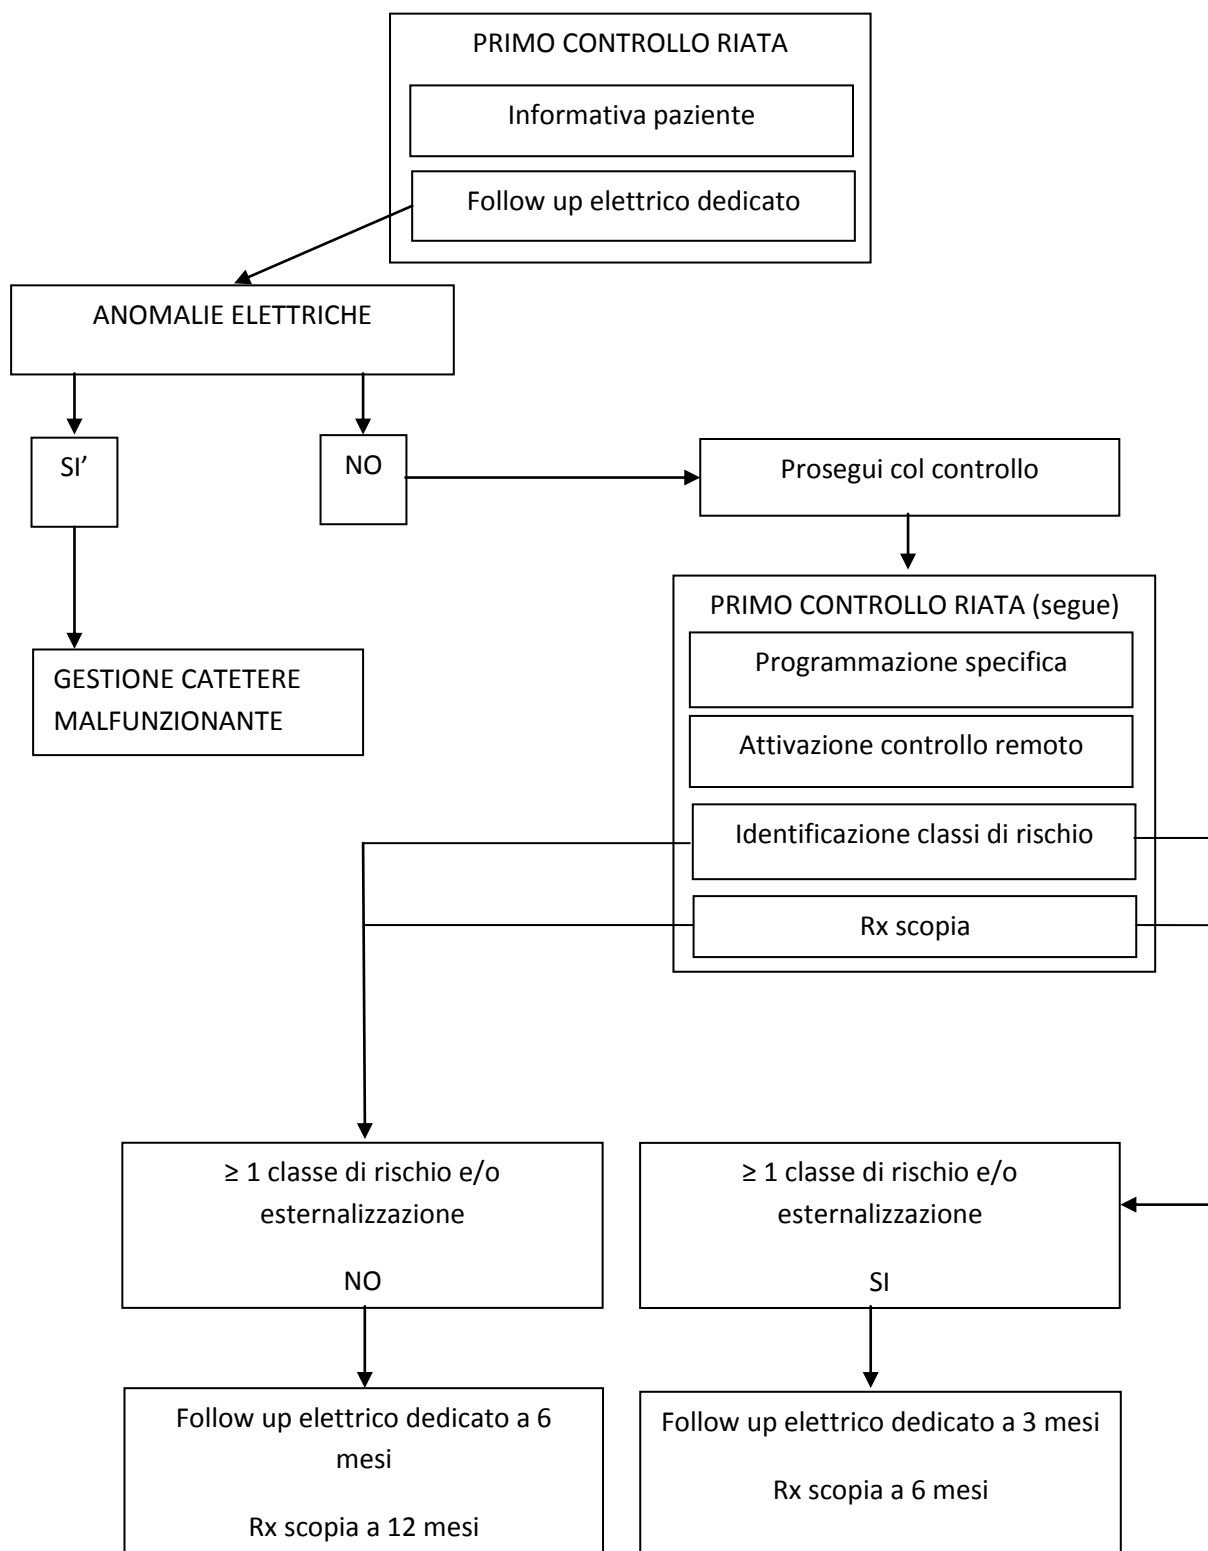 PRIMO CONTROLLO RIATA
Informativa paziente
Follow up elettrico dedicato
ANOMALIE ELETTRICHE
SI’
NO
Prosegui col controllo
GESTIONE CATETERE
MALFUNZIONANTE
PRIMO CONTROLLO RIATA (segue)
Programmazione specifica
Attivazione controllo remoto
Identificazione classi di rischio
Rx scopia
≥ 1 classe di rischio e/o
esternalizzazione
NO
≥ 1 classe di rischio e/o
esternalizzazione
SI
Follow up elettrico dedicato a 6
mesi
Rx scopia a 12 mesi
Follow up elettrico dedicato a 3 mesi
Rx scopia a 6 mesi